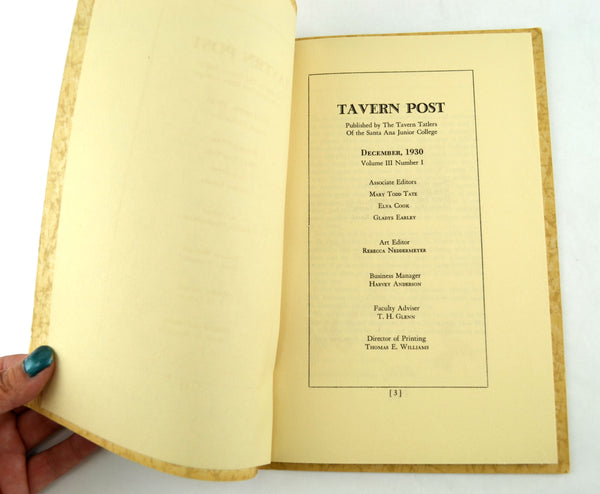 TAVERN POST
Published by The Tavern Tatlers
Of the Santa Ana Junior College
DECEMBER, 1930
Volume III Number 1
Associate Editors
MARY TODD TATE
ELVA COOK
GLADYS EARLEY
Art Editor
REBECCA NEIDERMEYER
Business Manager
HARVEY ANDERSON
Faculty Adviser
T. H. GLENN
Director of Printing
THOMAS E. WILLIAMS
[ 3 ]